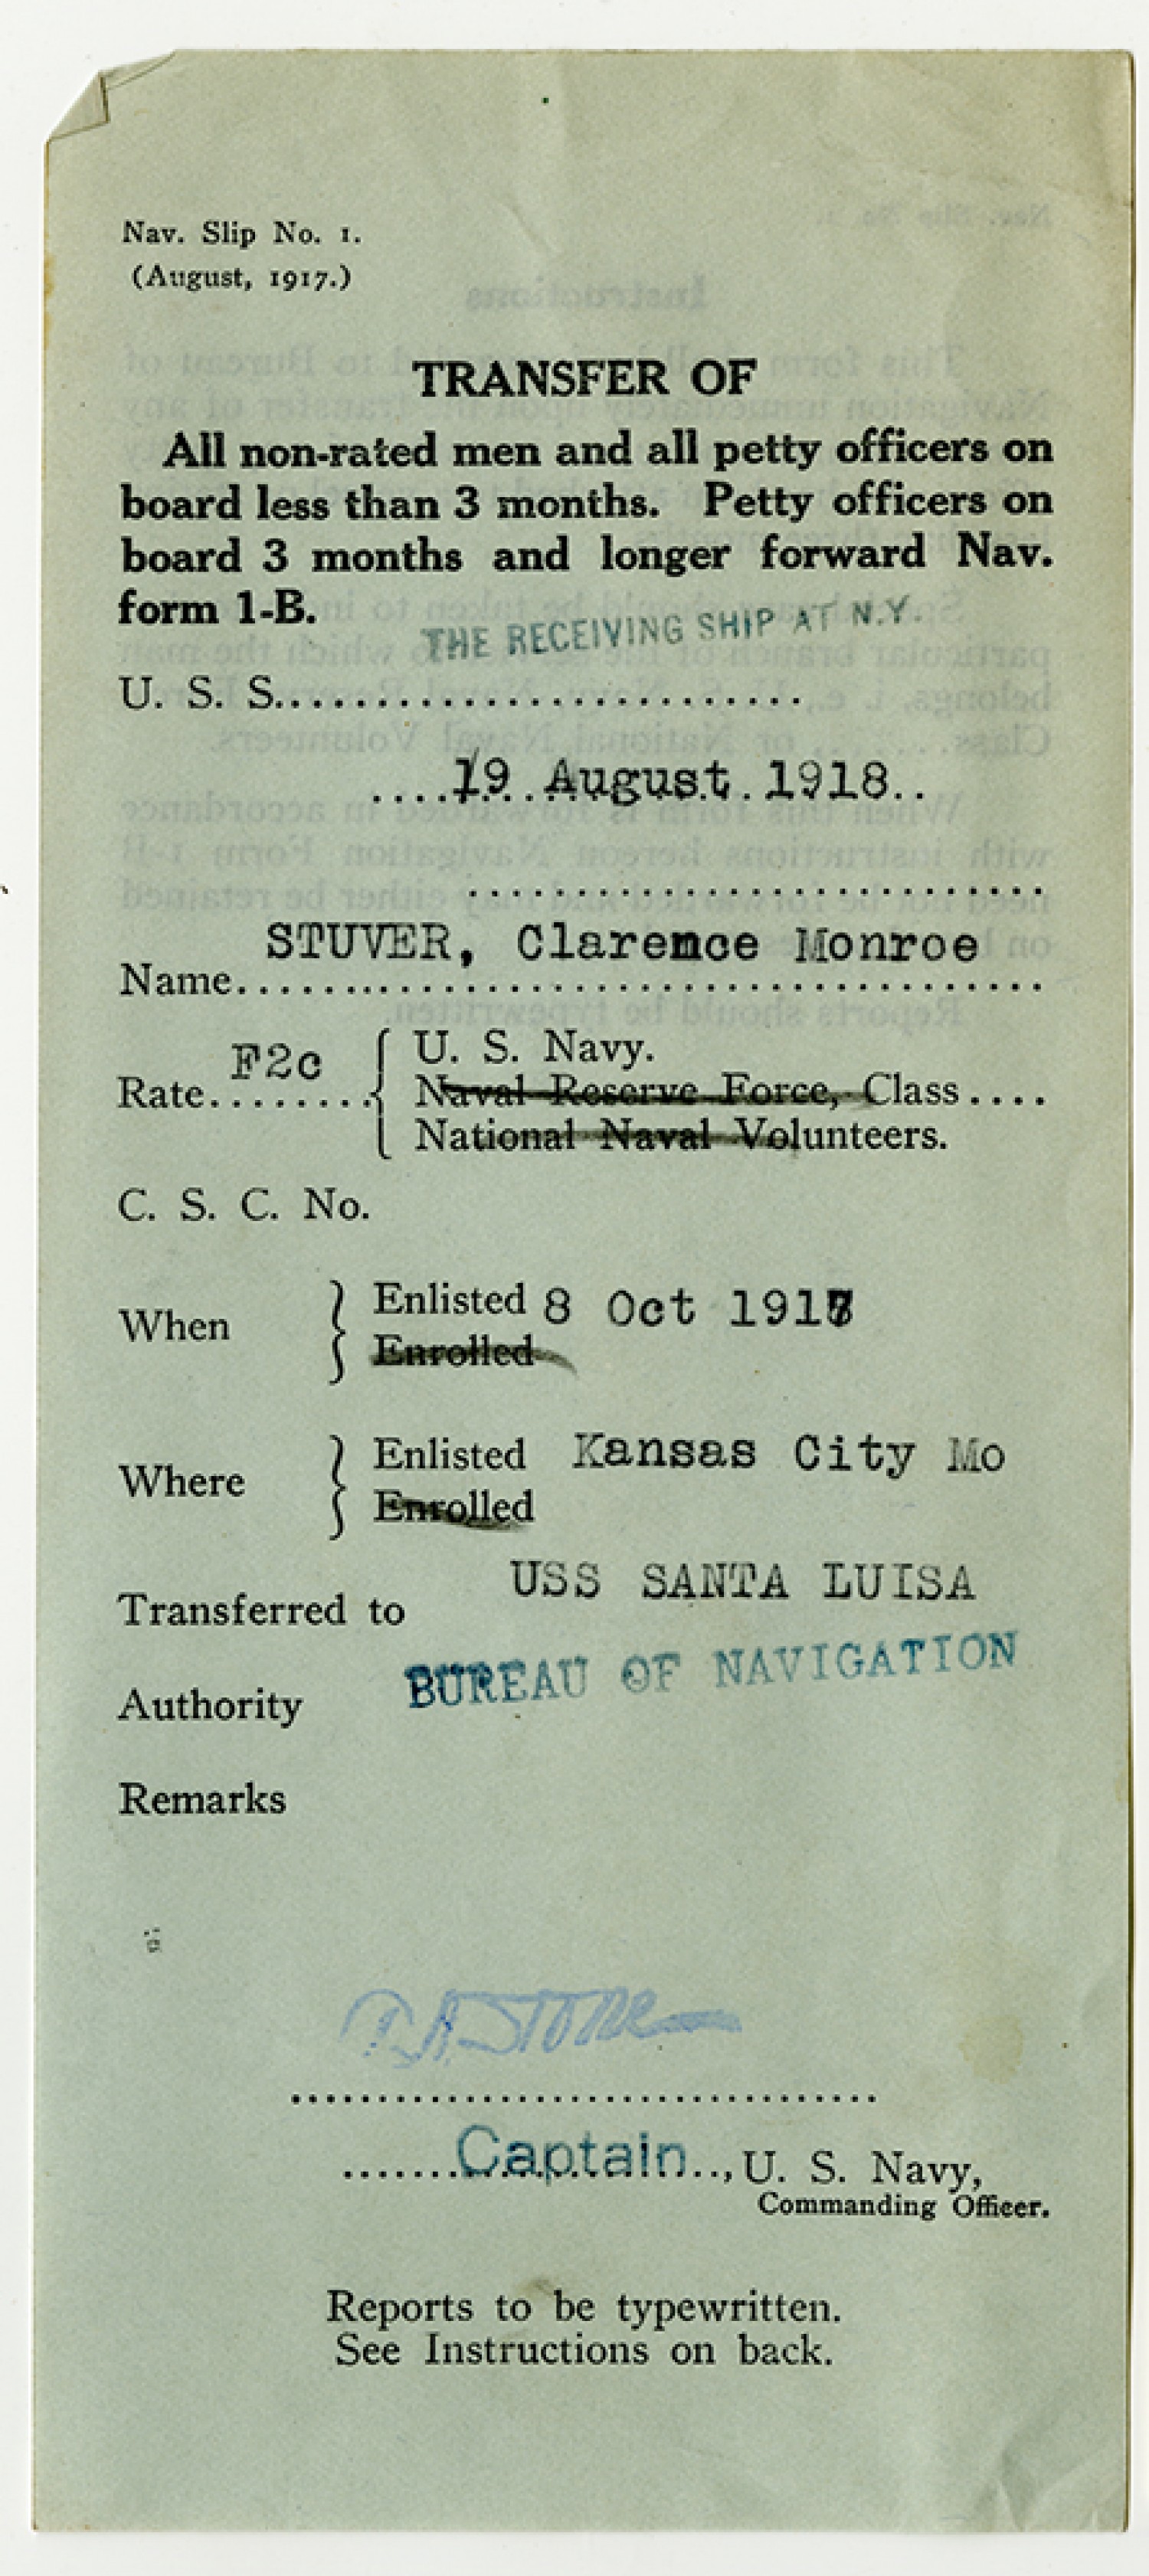 Nav. Slip No. 1.
(August, 1917.)
TRANSFER OF
All non-rated men and all petty officers on
board less than 3 months. Petty officers on
board 3 months and longer forward Nav.
form 1-B.
THE RECEIVING SHIP AT N.Y.
U. S. S..........................
....19 August 1918..
..........................
STUVER, Clarence Monroe
Name....................................
F2c
Rate........
U. S. Navy.
Naval Reserve Force, Class....
National Naval Volunteers.
C. S. C. No.
When
Enlisted 8 Oct 1917
Enrolled
Where
Enlisted Kansas City Mo
Enrolled
USS SANTA LUISA
Transferred to
BUREAU OF NAVIGATION
Authority
Remarks
..................................
.......Captain.., U. S. Navy,
Commanding Officer.
Reports to be typewritten.
See Instructions on back.